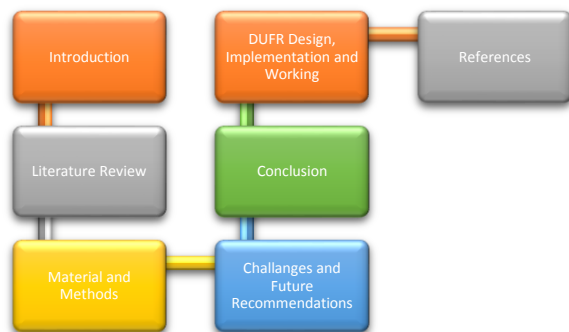 Introduction
Literature Review
Material and
Methods
Challanges and
Future
Recommendations
Conclusion
DUFR Design,
Implementation and
Working
References